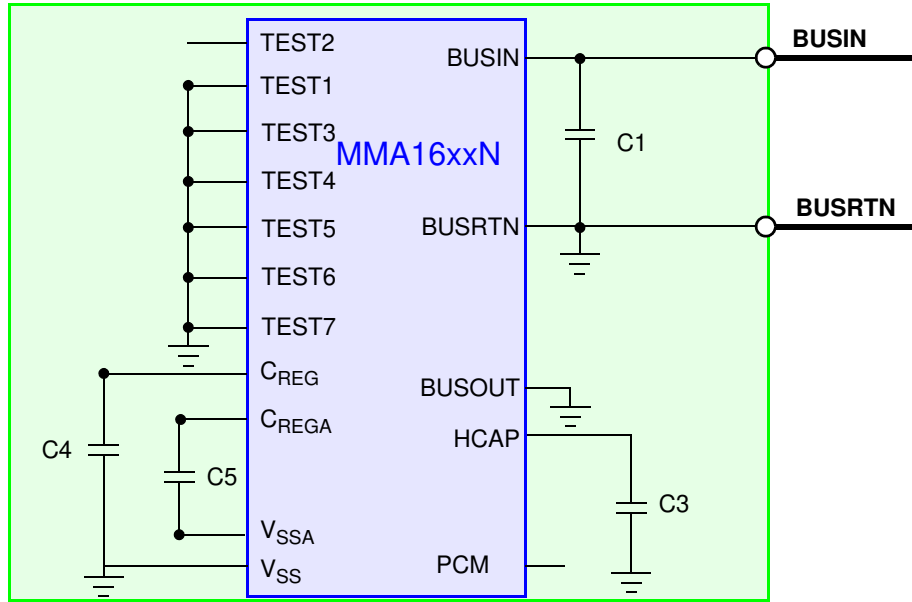 TEST2
BUSIN
BUSIN
TEST1
TEST3
C1
MMA16xxN
TEST4
BUSRTN
TEST5
BUSRTN
TEST6
TEST7
CREG
BUSOUT
CREGA
HCAP
C4
C5
C3
VSSA
VSS
PCM